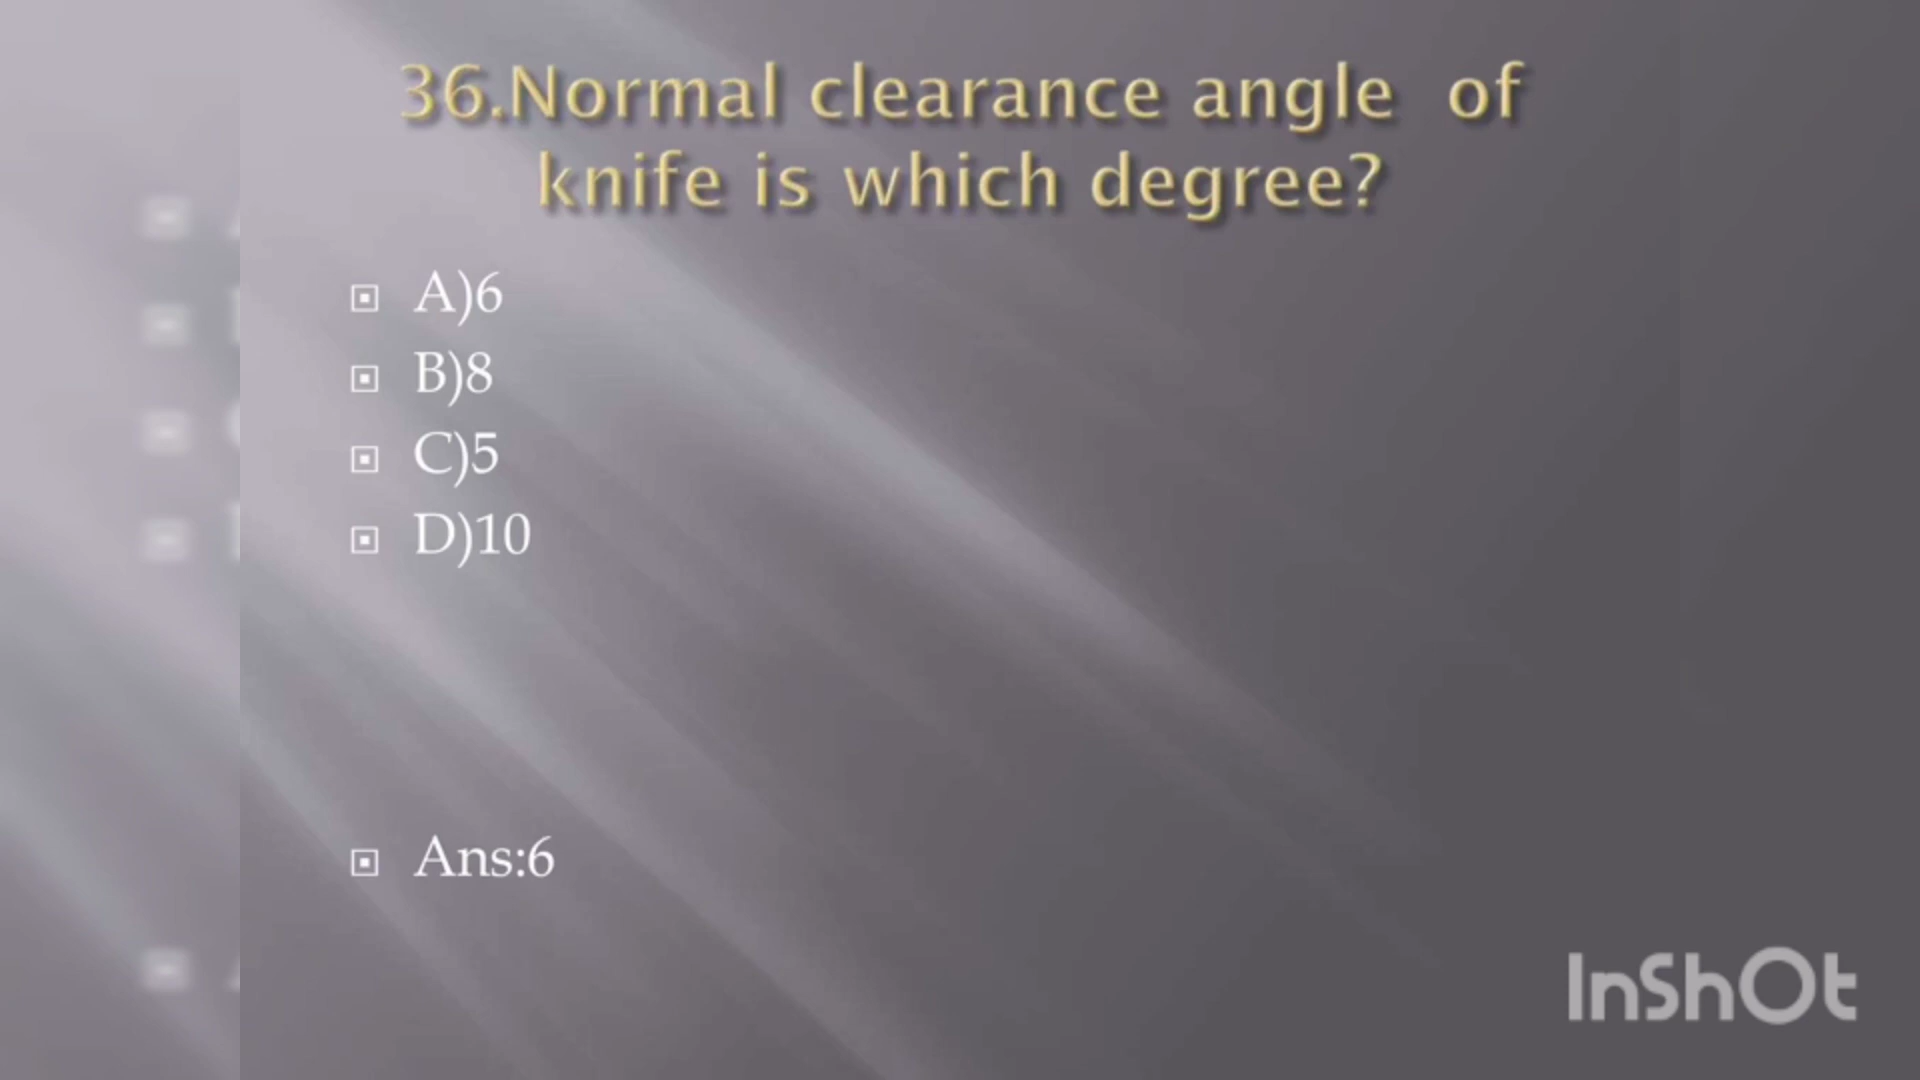 36.Normal clearance angle of
knife is which degree?
A)6
B)8
C)5
D)10
Ans:6
InShOt